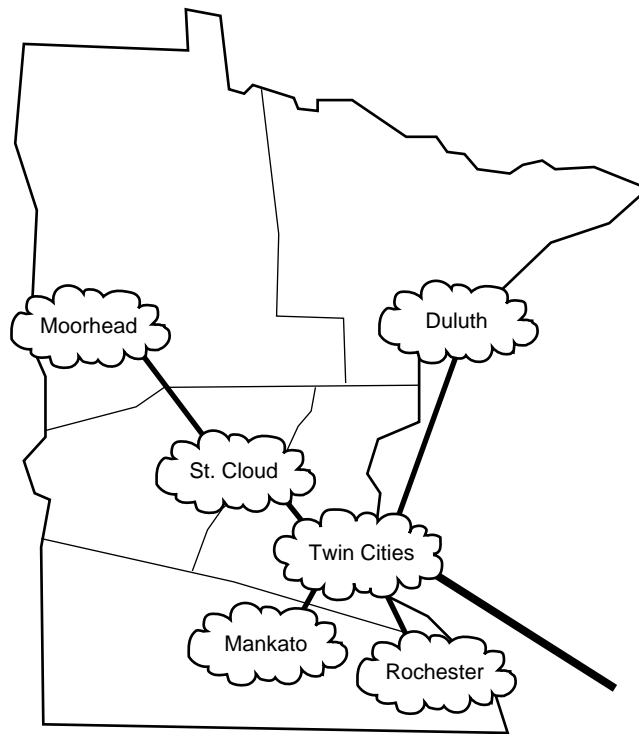 Moorhead
Duluth
St. Cloud
Twin Cities
Mankato
Rochester